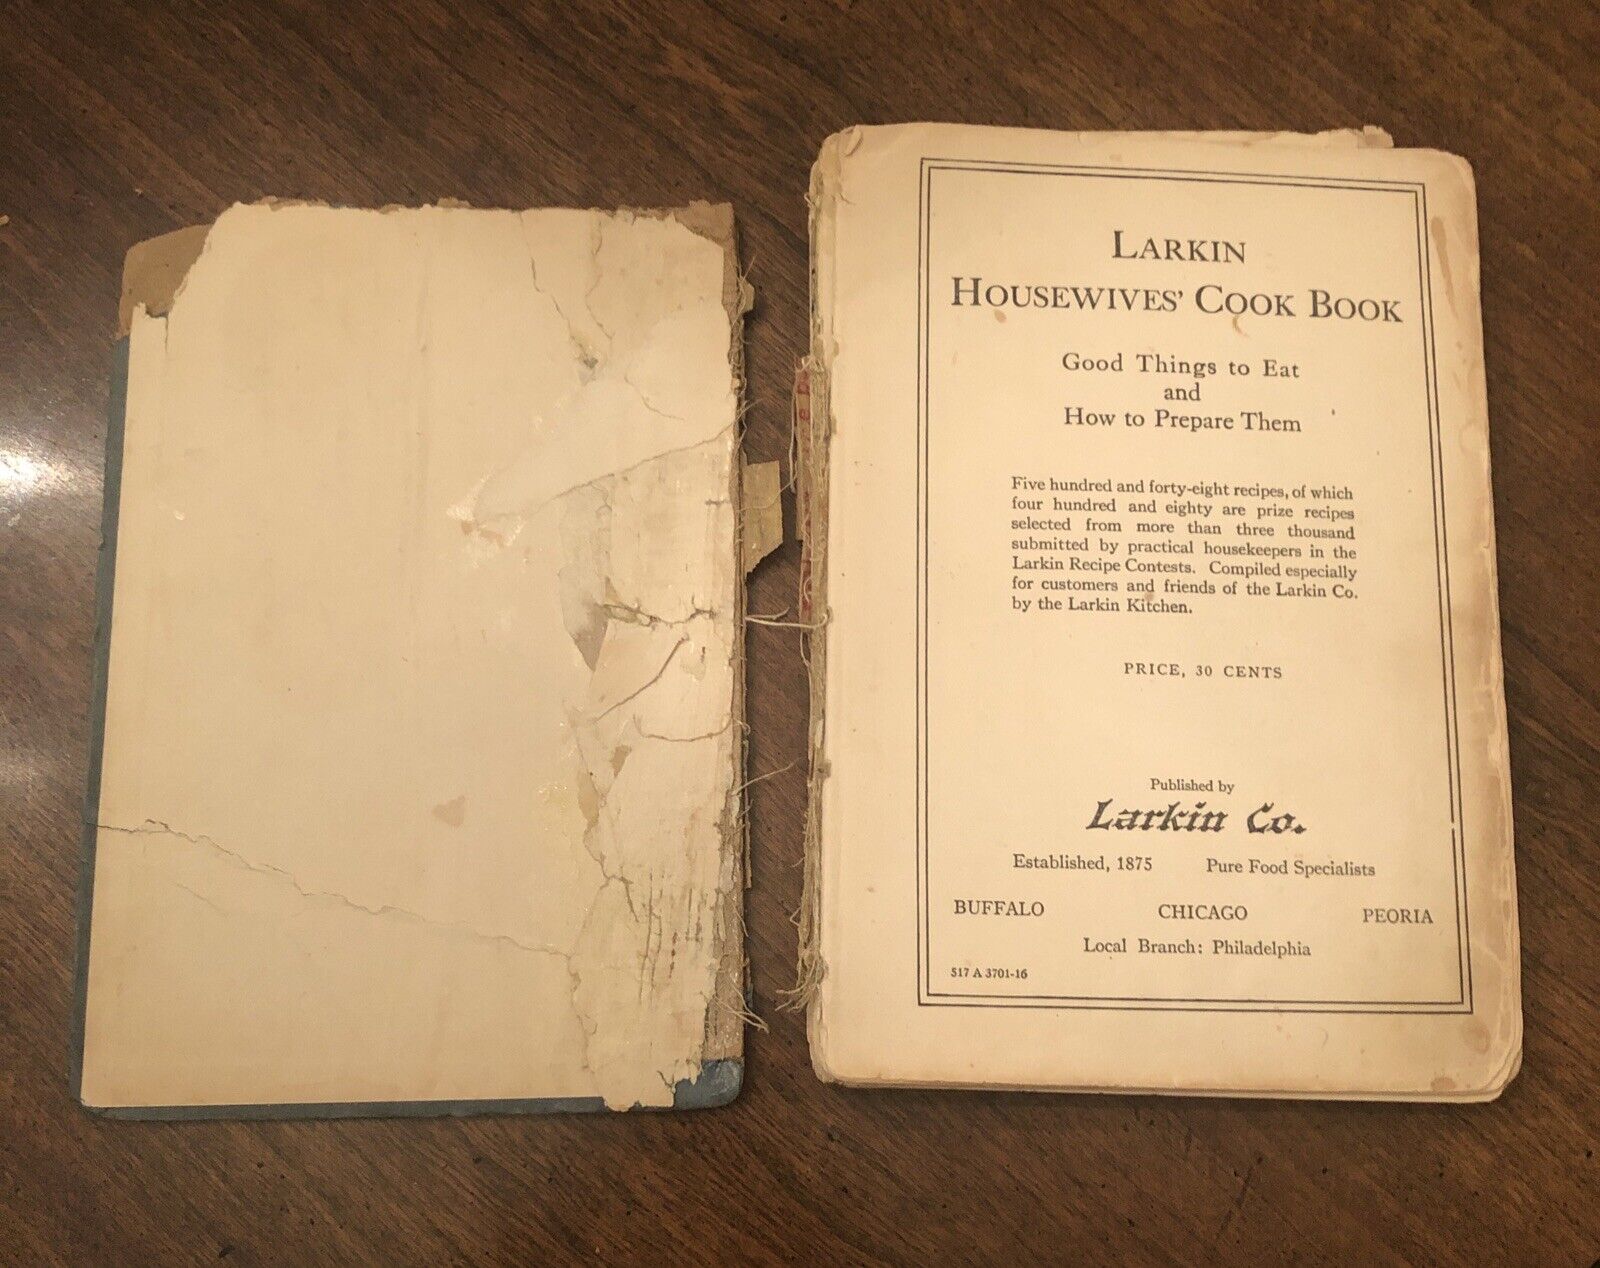 LARKIN
HOUSEWIVES' COOK BOOK
Good Things to Eat
and
How to Prepare Them
Five hundred and forty-eight recipes, of which
four hundred and eighty are prize recipes
selected from more than three thousand
submitted by practical housekeepers in the
Larkin Recipe Contests. Compiled especially
for customers and friends of the Larkin Co.
by the Larkin Kitchen.
PRICE, 30 CENTS
Published by
Larkin Co.
Established, 1875 Pure Food Specialists
BUFFALO CHICAGO PEORIA
Local Branch: Philadelphia
517 A 3701-16